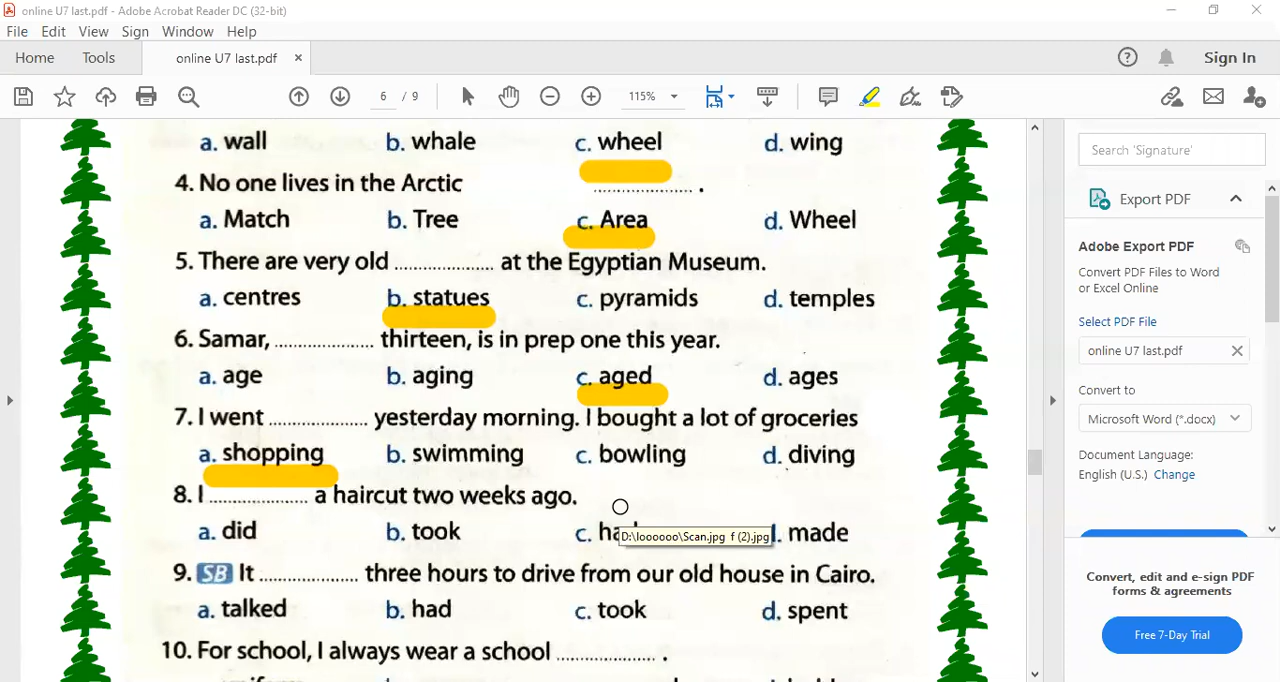 online U7 last.pdf - Adobe Acrobat Reader DC (32-bit)
File Edit View Sign Window Help
Home Tools online U7 last.pdf × Sign In
6 / 9 115%
a. wall b. whale c. wheel d. wing
4. No one lives in the Arctic .................... .
a. Match b. Tree c. Area d. Wheel
5. There are very old .................... at the Egyptian Museum.
a. centres b. statues c. pyramids d. temples
6. Samar, .................... thirteen, is in prep one this year.
a. age b. aging c. aged d. ages
7. I went .................... yesterday morning. I bought a lot of groceries
a. shopping b. swimming c. bowling d. diving
8. I .................... a haircut two weeks ago.
D:\loooooo\Scan.jpg f (2).jpg
a. did b. took c. made
9. SB It .................... three hours to drive from our old house in Cairo.
a. talked b. had c. took d. spent
10. For school, I always wear a school .................... .
Search 'Signature'
Export PDF
Adobe Export PDF
Convert PDF Files to Word
or Excel Online
Select PDF File
online U7 last.pdf
Convert to
Microsoft Word (*.docx)
Document Language:
English (U.S.) Change
Convert, edit and e-sign PDF
forms & agreements
Free 7-Day Trial